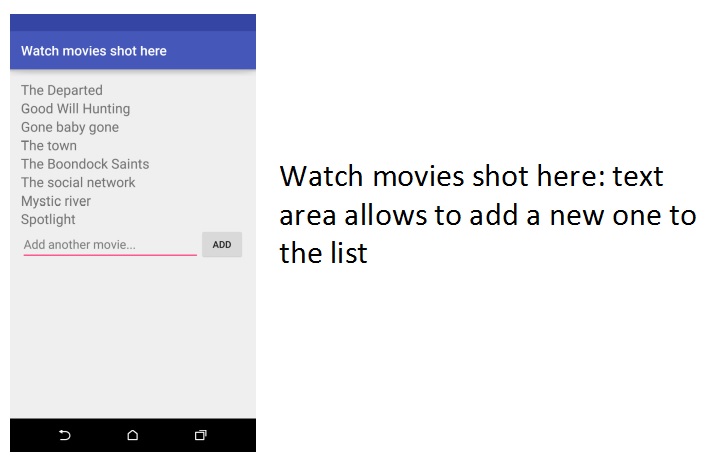 Watch movies shot here
The Departed
Good Will Hunting
Gone baby gone
The town
The Boondock Saints
The social network
Mystic river
Spotlight
Add another movie...
ADD
Watch movies shot here: text
area allows to add a new one to
the list